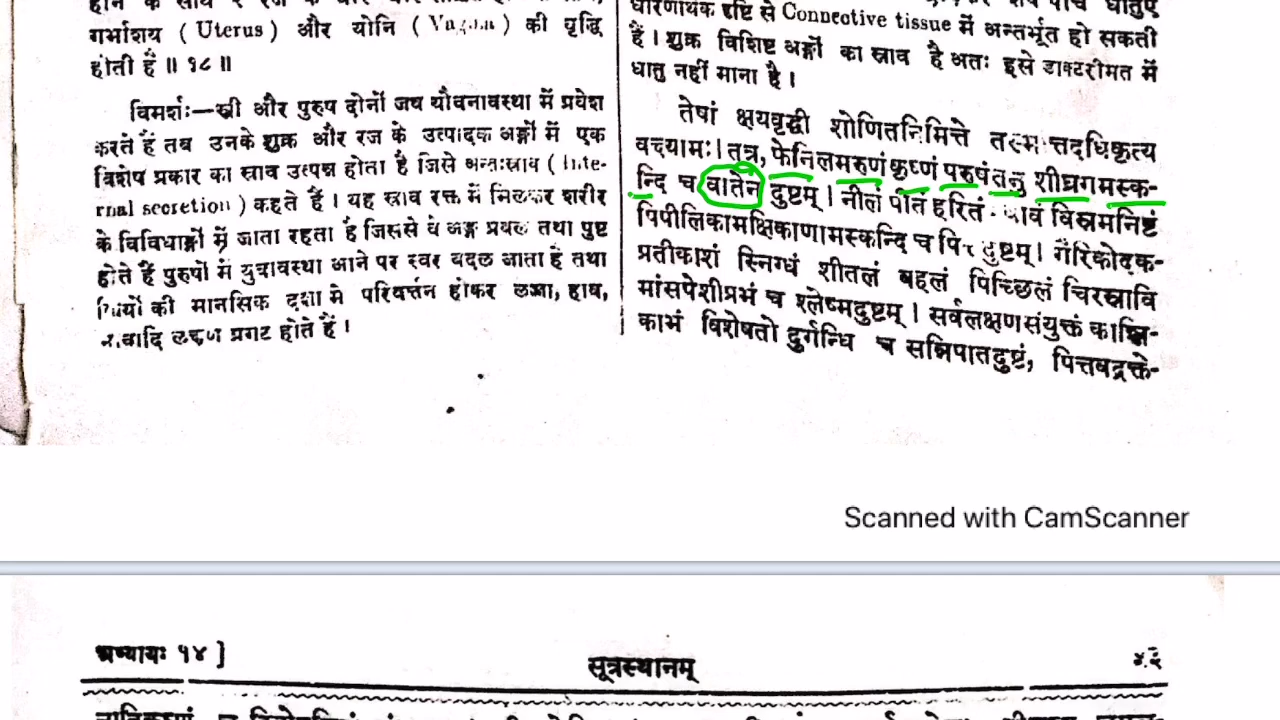 गर्भाशय ( Uterus ) और योनि ( की वृद्धि
होती है ॥ १८ ॥
विमर्शः—स्त्री और पुरुष दोनों जब यौवनावस्था में प्रवेश
करते हैं तब उनके शुक्र और रज के उत्पादक अङ्गों में एक
विशेष प्रकार का स्राव उत्पन्न होता है जिसे अन्तःस्राव ( Inte-
rnal secretion ) कहते हैं । यह स्राव रक्त में मिलकर शरीर
के विविधाङ्गों में जाता रहता है जिससे वे अङ्ग प्रबल तथा पुष्ट
होते हैं पुरुषों में युवावस्था आने पर स्वर बदल जाता है तथा
की मानसिक दशा मे परिवर्त्तन होकर लज्जा, हाव,
लक्षण प्रगट होते हैं ।
धारणार्थक दृष्टि से Connective tissue में अन्तर्भूत हो सकती
हैं । शुक्र विशिष्ट अङ्गों का स्राव है अतः इसे डाक्टरीमत में
धातु नहीं माना है ।
तेषां क्षयवृद्धी शोणितनिमित्ते
वक्ष्यामः। तत्र, फेनिलमरुणं कृष्णं परुषं तनु शीघ्रगमस्क-
न्दि च वातेन दुष्टम् । नीलं पीतं हरितं विस्रमनिष्टं
पिपीलिकामक्षिकाणामस्कन्दि च दुष्टम् । गैरिकोदक-
प्रतीकाशं स्निग्धं शीतलं बहलं पिच्छिलं चिरस्रावि
मांसपेशीप्रभं च श्लेष्मदुष्टम् । सर्वलक्षणसंयुक्तं काञ्जि-
काभं विशेषतो दुर्गन्धि च सन्निपातदुष्टं, पित्तवद्रक्ते-
Scanned with CamScanner
अध्यायः १४ ]
सूत्रस्थानम्